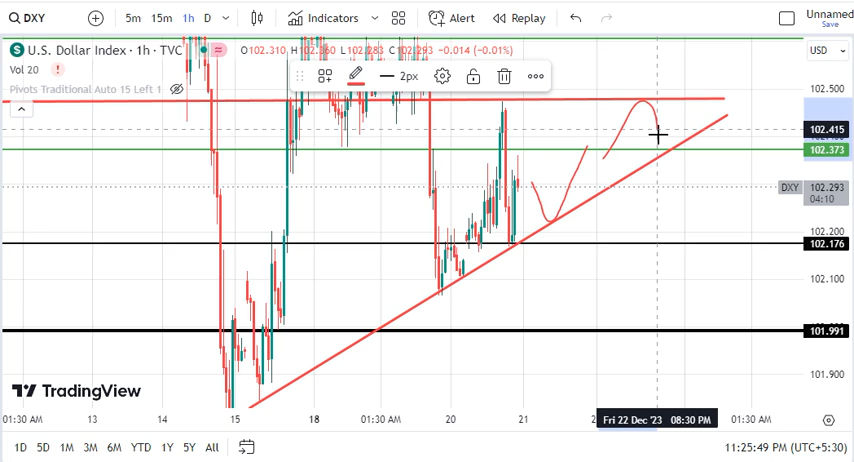 DXY 5m 15m 1h D Indicators Alert Replay Unnamed
Save
U.S. Dollar Index · 1h · TVC O102.310 H102.360 L102.283 C102.293 −0.014 (−0.01%) USD
Vol 20 !
2px
Pivots Traditional Auto 15 Left 1
102.500
102.415
102.373
DXY 102.293
04:10
102.200
102.176
102.100
101.991
101.900
TradingView
01:30 AM 13 14 15 18 01:30 AM 20 21 Fri 22 Dec '23 08:30 PM 01:30 AM
1D 5D 1M 3M 6M YTD 1Y 5Y All 11:25:49 PM (UTC+5:30)